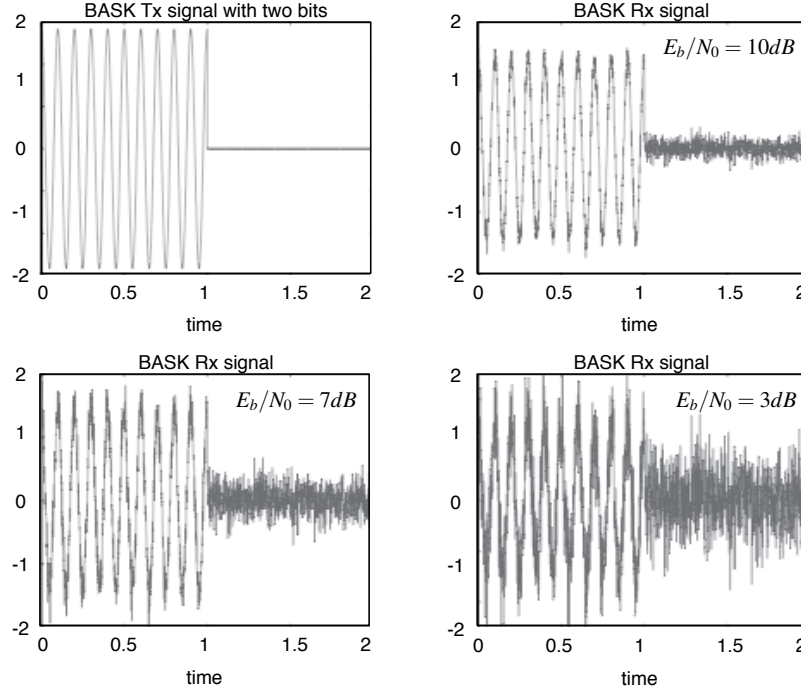 BASK Tx signal with two bits
2
1
0
-1
-2
0 0.5 1 1.5 2
time
BASK Rx signal
E_b/N_0 = 10dB
2
1
0
-1
-2
0 0.5 1 1.5 2
time
BASK Rx signal
E_b/N_0 = 7dB
2
1
0
-1
-2
0 0.5 1 1.5 2
time
BASK Rx signal
E_b/N_0 = 3dB
2
1
0
-1
-2
0 0.5 1 1.5 2
time